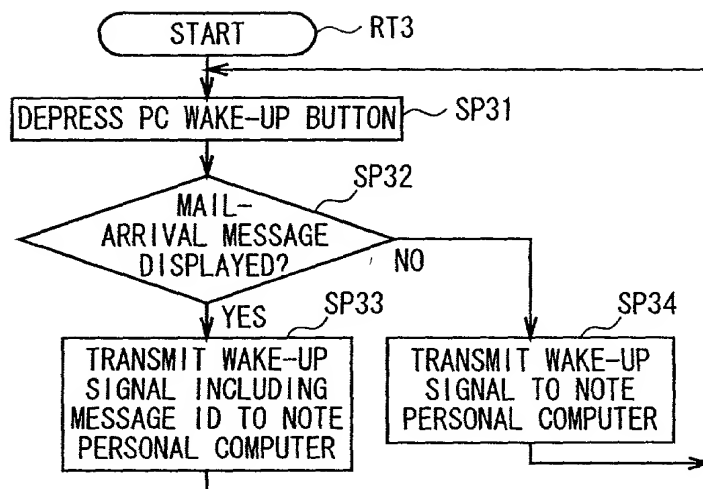 START
RT3
DEPRESS PC WAKE-UP BUTTON
SP31
SP32
MAIL-
ARRIVAL MESSAGE
DISPLAYED?
NO
YES
SP33
TRANSMIT WAKE-UP
SIGNAL INCLUDING
MESSAGE ID TO NOTE
PERSONAL COMPUTER
SP34
TRANSMIT WAKE-UP
SIGNAL TO NOTE
PERSONAL COMPUTER